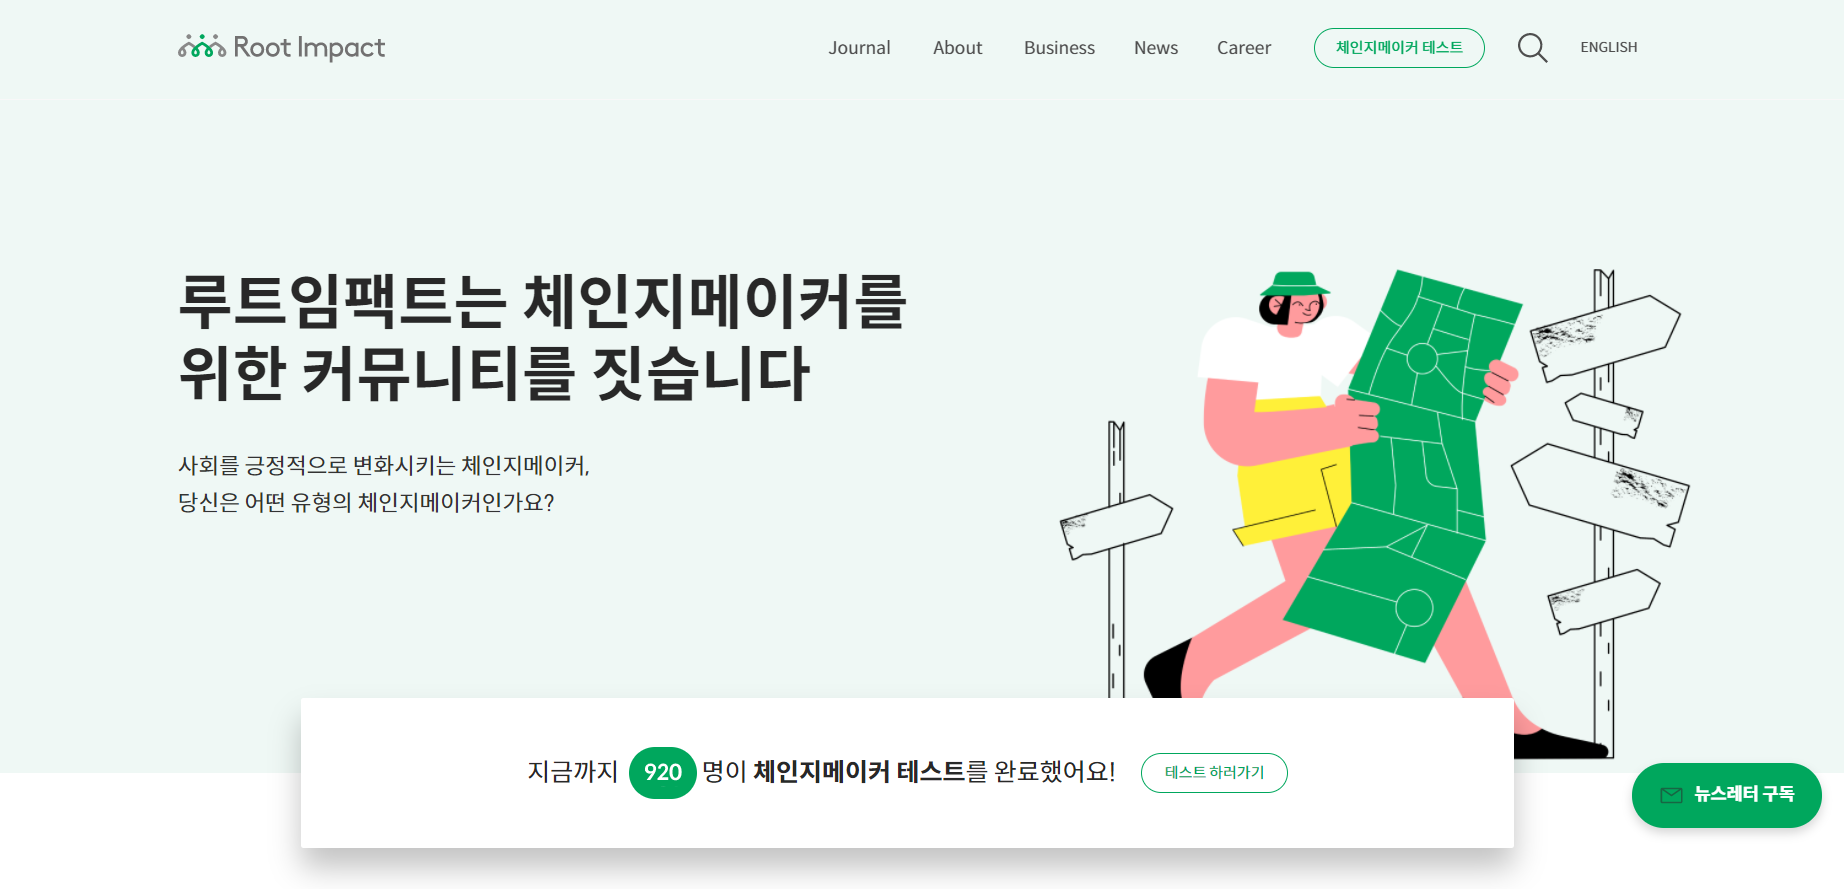 Root Impact
Journal About Business News Career 체인지메이커 테스트 ENGLISH
루트임팩트는 체인지메이커를
위한 커뮤니티를 짓습니다
사회를 긍정적으로 변화시키는 체인지메이커,
당신은 어떤 유형의 체인지메이커인가요?
지금까지 920 명이 체인지메이커 테스트를 완료했어요! 테스트 하러가기
뉴스레터 구독